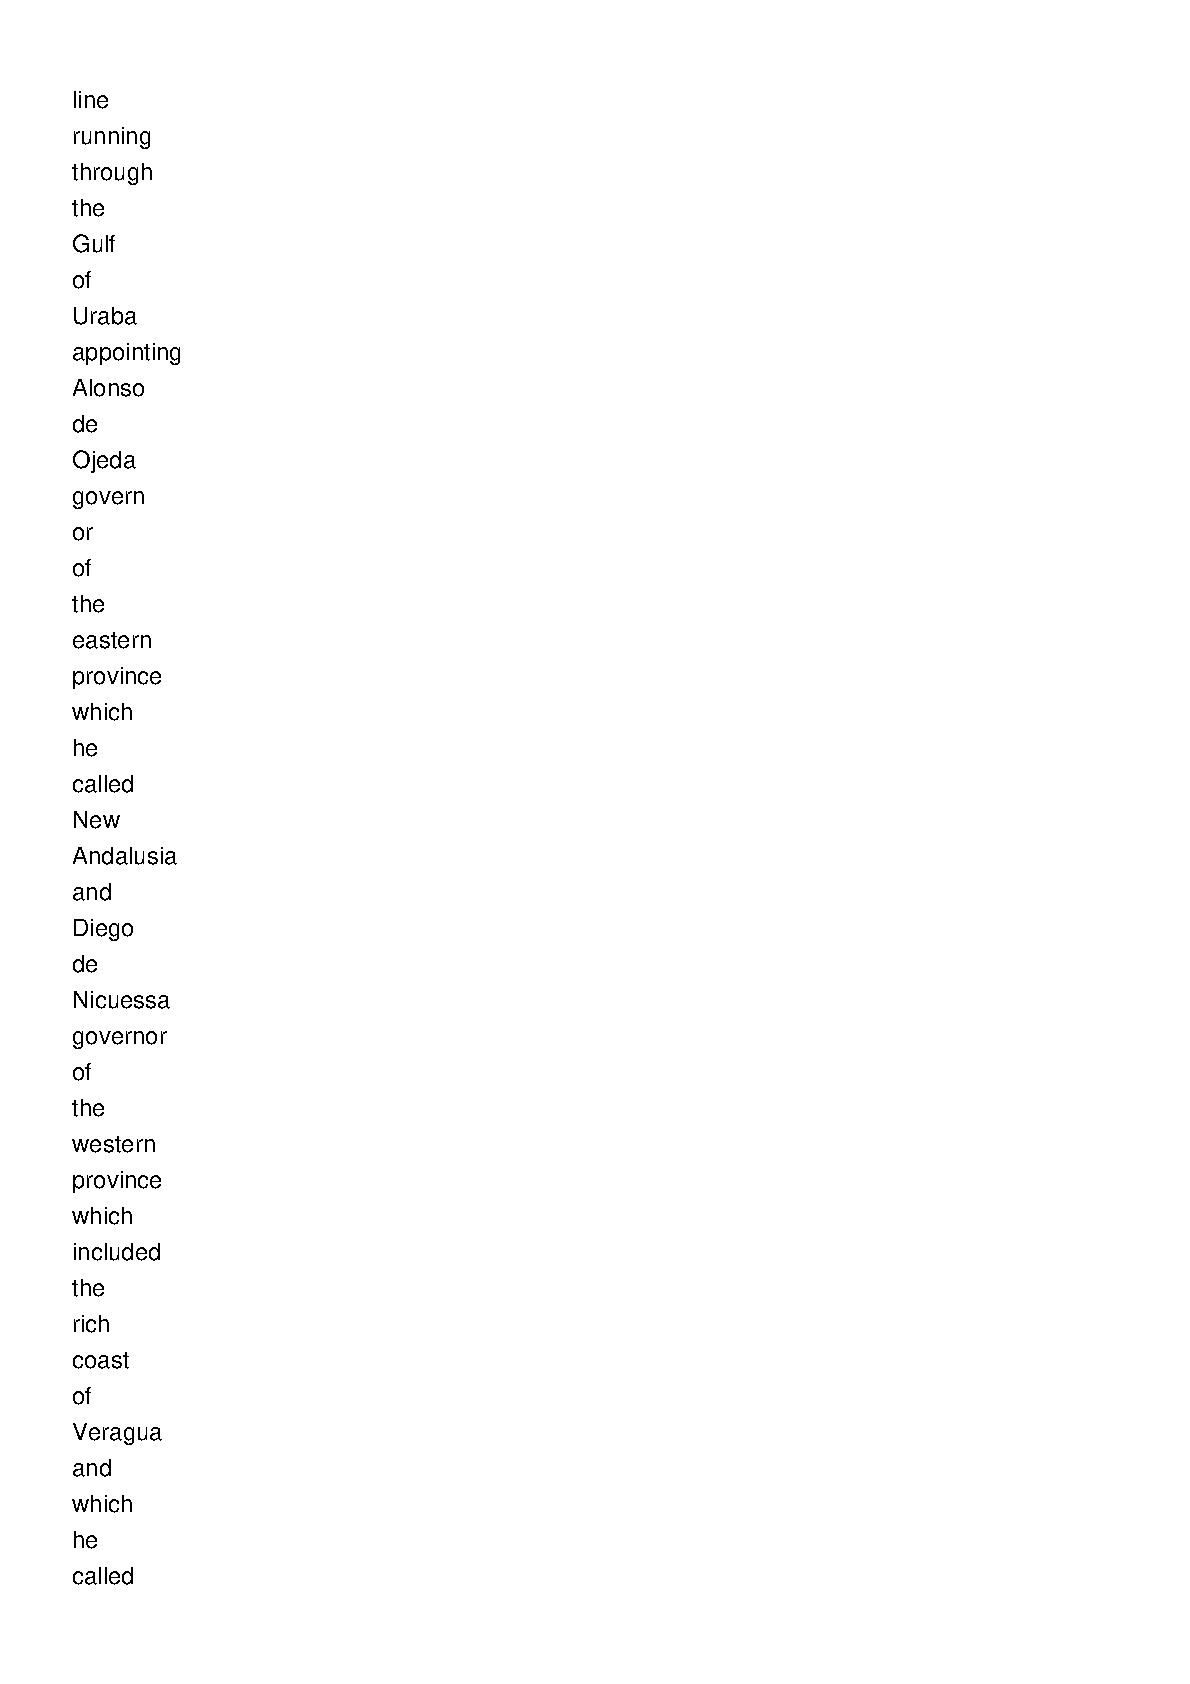 line
running
through
the
Gulf
of
Uraba
appointing
Alonso
de
Ojeda
govern
or
of
the
eastern
province
which
he
called
New
Andalusia
and
Diego
de
Nicuessa
governor
of
the
western
province
which
included
the
rich
coast
of
Veragua
and
which
he
called